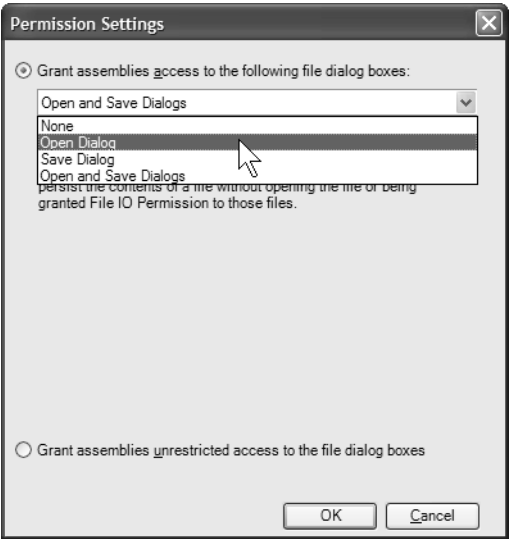 Permission Settings
Grant assemblies access to the following file dialog boxes:
Open and Save Dialogs
None
Open Dialog
Save Dialog
Open and Save Dialogs
persist the contents of a file without opening the file or being
granted File IO Permission to those files.
Grant assemblies unrestricted access to the file dialog boxes
OK
Cancel